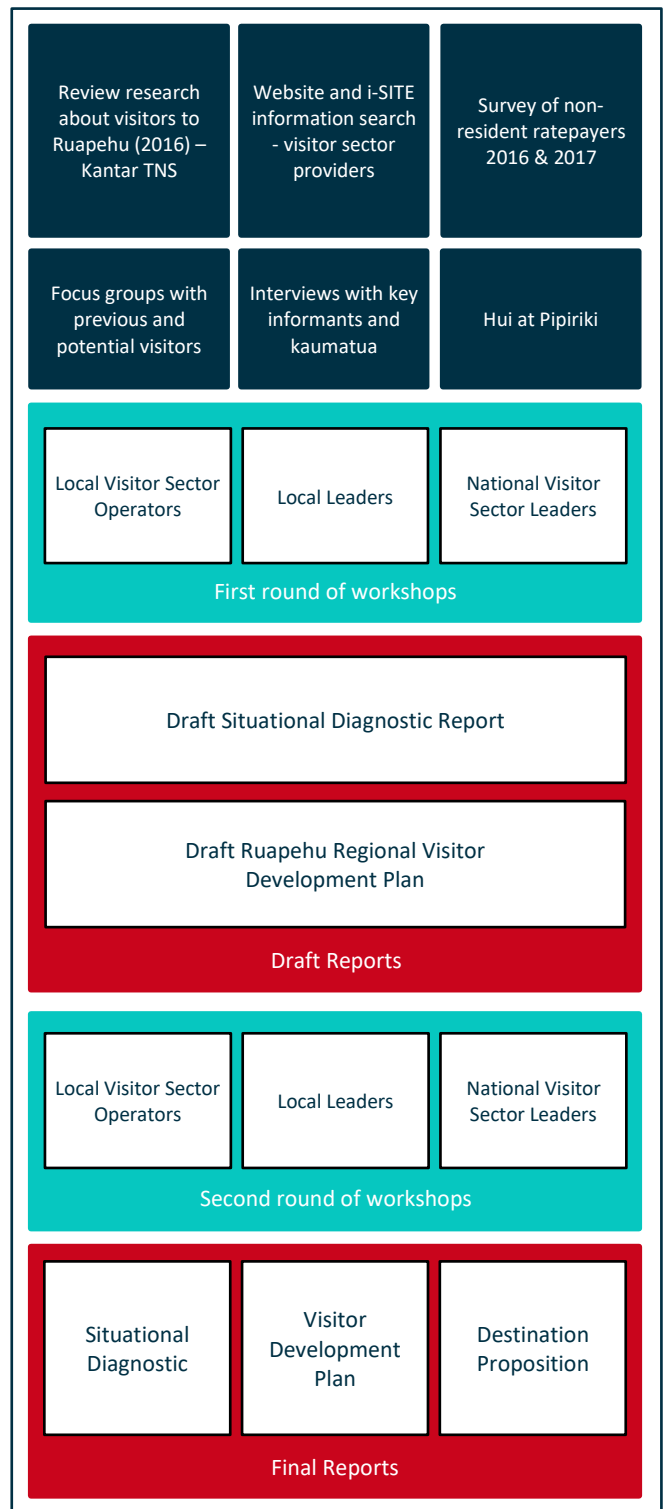 Review research
about visitors to
Ruapehu (2016) –
Kantar TNS
Website and i-SITE
information search
- visitor sector
providers
Survey of non-
resident ratepayers
2016 & 2017
Focus groups with
previous and
potential visitors
Interviews with key
informants and
kaumatua
Hui at Pipiriki
Local Visitor Sector
Operators
Local Leaders
National Visitor
Sector Leaders
First round of workshops
Draft Situational Diagnostic Report
Draft Ruapehu Regional Visitor
Development Plan
Draft Reports
Local Visitor Sector
Operators
Local Leaders
National Visitor
Sector Leaders
Second round of workshops
Situational
Diagnostic
Visitor
Development
Plan
Destination
Proposition
Final Reports